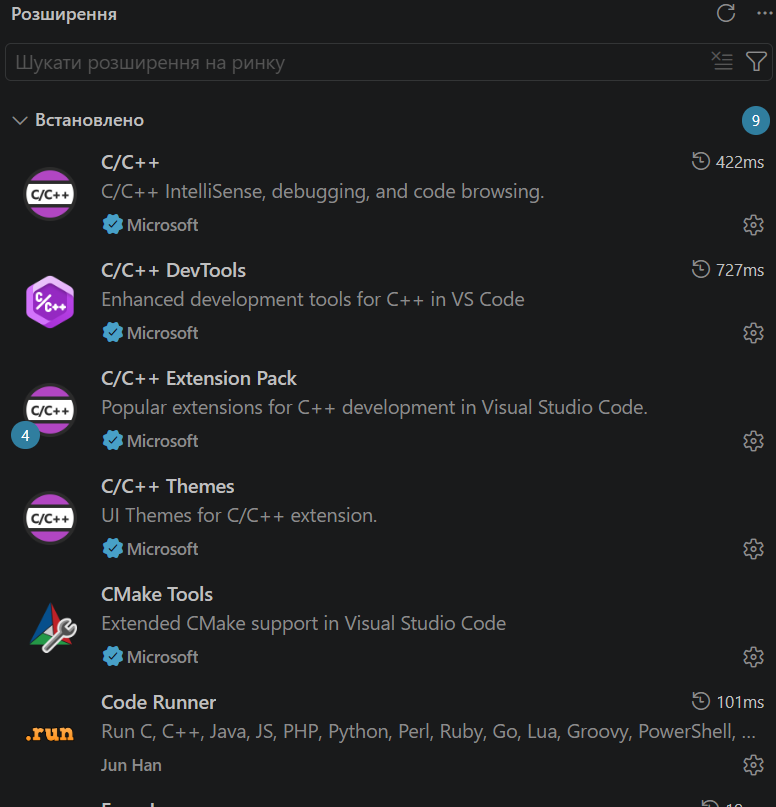 Розширення
Шукати розширення на ринку
Встановлено 9
C/C++ 422ms
C/C++ IntelliSense, debugging, and code browsing.
C/C++ Microsoft
C/C++ DevTools 727ms
Enhanced development tools for C++ in VS Code
C/C++ Microsoft
C/C++ Extension Pack
Popular extensions for C++ development in Visual Studio Code.
C/C++ 4 Microsoft
C/C++ Themes
UI Themes for C/C++ extension.
C/C++ Microsoft
CMake Tools
Extended CMake support in Visual Studio Code
Microsoft
Code Runner 101ms
.run Run C, C++, Java, JS, PHP, Python, Perl, Ruby, Go, Lua, Groovy, PowerShell, ...
Jun Han